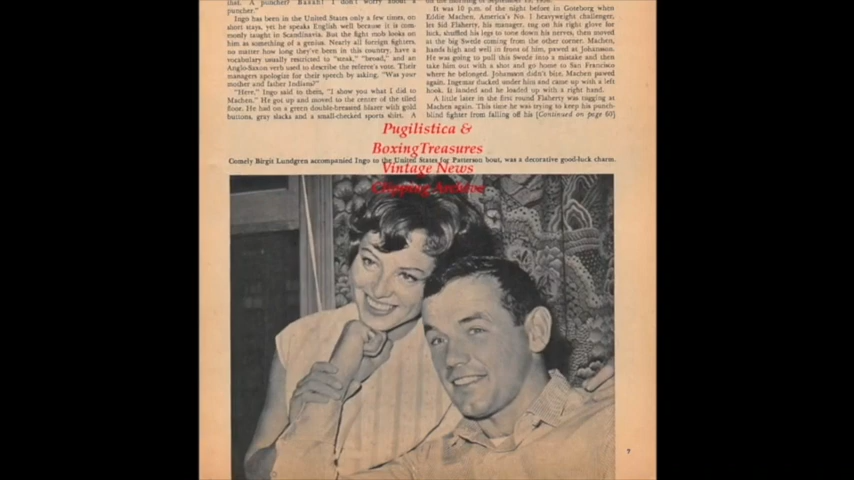 that. A puncher? Bahah! I don't worry about a
puncher."
Ingo has been in the United States only a few times, on
short stays, yet he speaks English well because it is com-
monly taught in Scandinavia. But the fight mob looks on
him as something of a genius. Nearly all foreign fighters,
no matter how long they've been in this country, have a
vocabulary usually restricted to "steak," "broad," and an
Anglo-Saxon verb used to describe the referee's vote. Their
managers apologize for their speech by asking. "Was your
mother and father Indians?"
"Here," Ingo said to them, "I show you what I did to
Machen." He got up and moved to the center of the tiled
floor. He had on a green double-breasted blazer with gold
buttons, gray slacks and a small-checked sports shirt. A
It was 10 p.m. of the night before in Goteborg when
Eddie Machen, America's No. 1 heavyweight challenger,
let Sid Flaherty, his manager, tug on his right glove for
luck, shuffled his legs to tone down his nerves, then moved
at the big Swede coming from the other corner. Machen,
hands high and well in front of him, pawed at Johansson.
He was going to pull this Swede into a mistake and then
take him out with a shot and go home to San Francisco
where he belonged. Johansson didn't bite. Machen pawed
again. Ingemar ducked under him and came up with a left
hook. It landed and he loaded up with a right hand.
A little later in the first round Flaherty was tugging at
Machen again. This time he was trying to keep his punch-
blind fighter from falling off his (Continued on page 60)
Pugilistica &
BoxingTreasures
Vintage News
Clipping Archive
Comely Birgit Lundgren accompanied Ingo to the United States for Patterson bout, was a decorative good-luck charm.
7